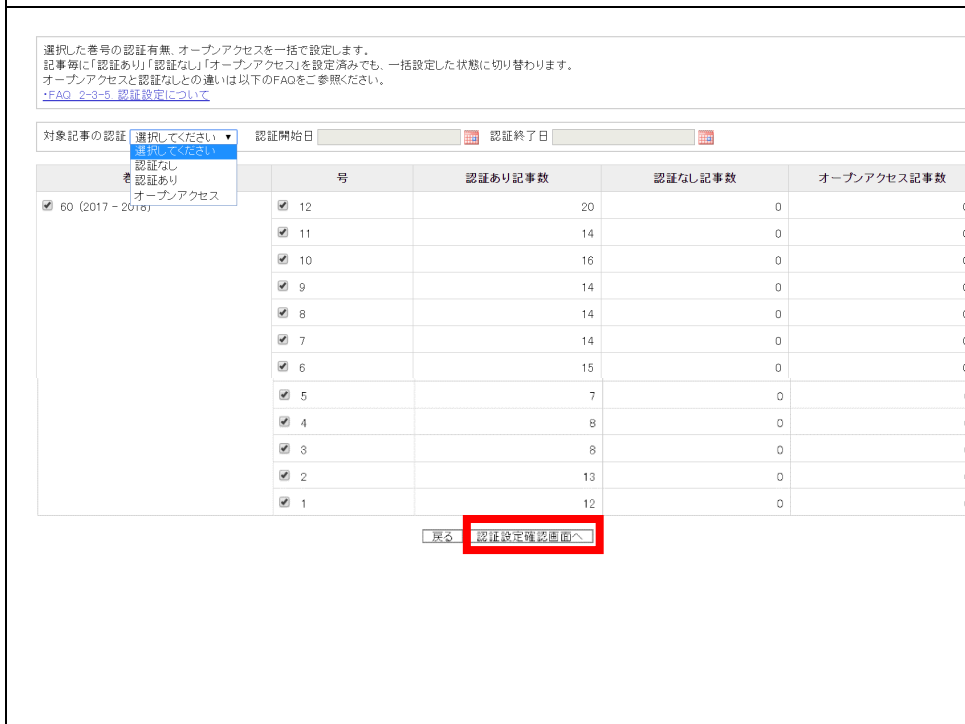 選択した巻号の認証有無、オープンアクセスを一括で設定します。
記事毎に「認証あり」「認証なし」「オープンアクセス」を設定済みでも、一括設定した状態に切り替わります。
オープンアクセスと認証なしとの違いは以下のFAQをご参照ください。
・FAQ 2-3-5. 認証設定について
対象記事の認証 選択してください ▼ 認証開始日 認証終了日
選択してください
認証なし
認証あり
オープンアクセス
号 認証あり記事数 認証なし記事数 オープンアクセス記事数
60 (2017 - 2018) 12 20 0
11 14 0
10 16 0
9 14 0
8 14 0
7 14 0
6 15 0
5 7 0
4 8 0
3 8 0
2 13 0
1 12 0
戻る 認証設定確認画面へ